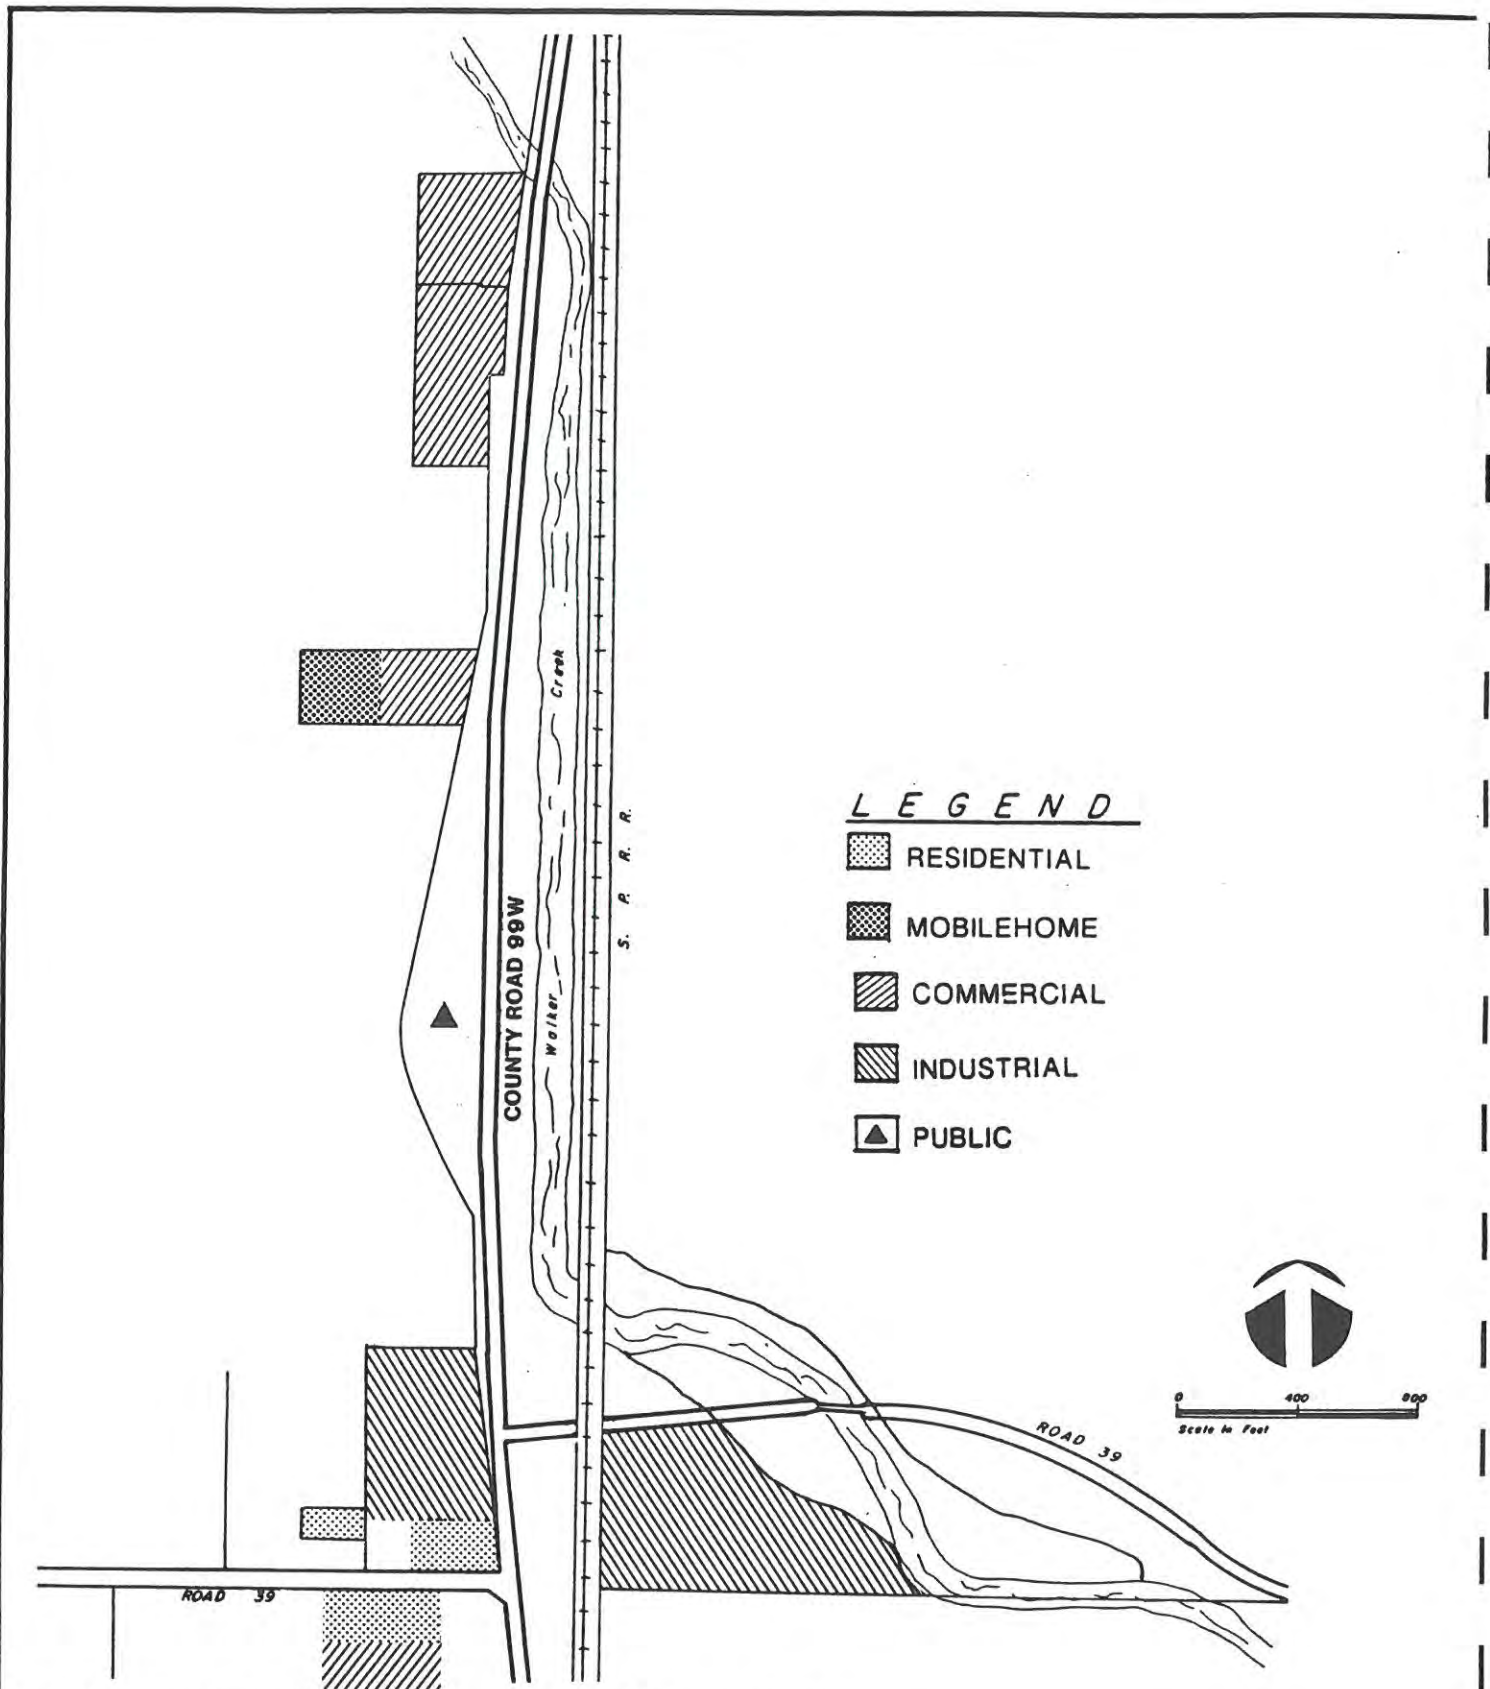 Creek
S. P. R. R.
COUNTY ROAD 99W
Walker
LEGEND
RESIDENTIAL
MOBILEHOME
COMMERCIAL
INDUSTRIAL
PUBLIC
0 400 800
Scale in Feet
ROAD 39
ROAD 39